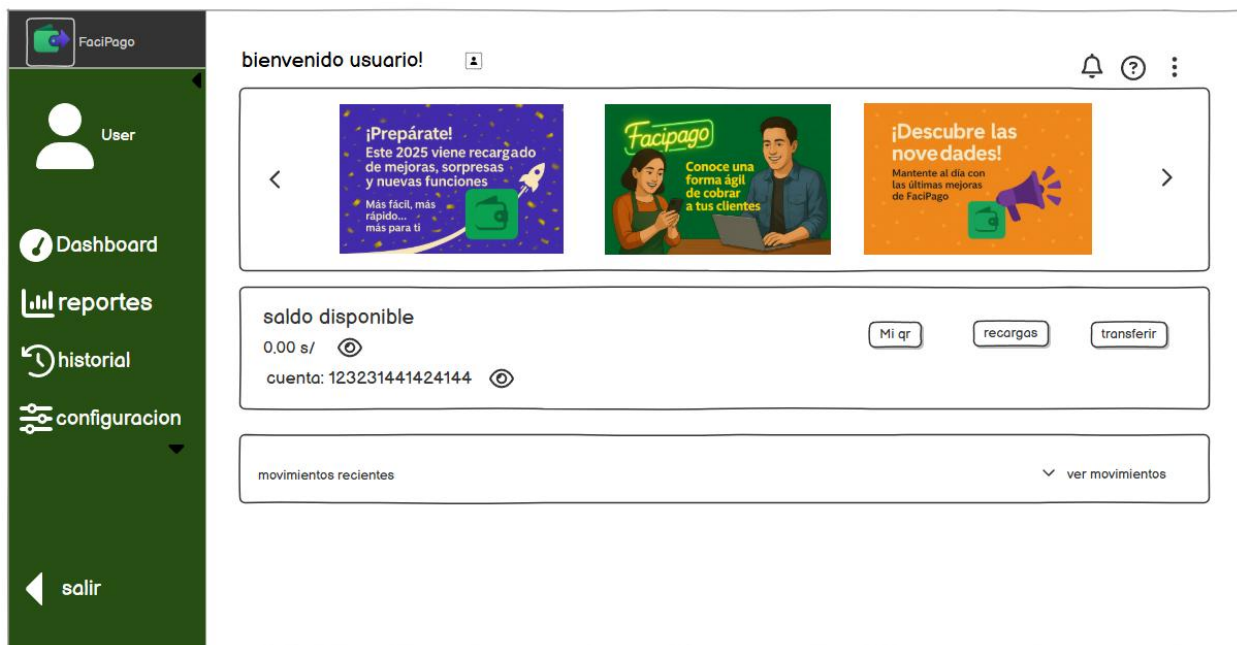 FaciPago
bienvenido usuario!
User
Dashboard
reportes
historial
configuracion
salir
¡Prepárate!
Este 2025 viene recargado
de mejoras, sorpresas
y nuevas funciones
Más fácil, más
rápido...
más para ti
Facipago
Conoce una
forma ágil
de cobrar
a tus clientes
¡Descubre las
novedades!
Mantente al día con
las últimas mejoras
de FaciPago
saldo disponible
0.00 s/
cuenta: 123231441424144
Mi qr
recargas
transferir
movimientos recientes
ver movimientos